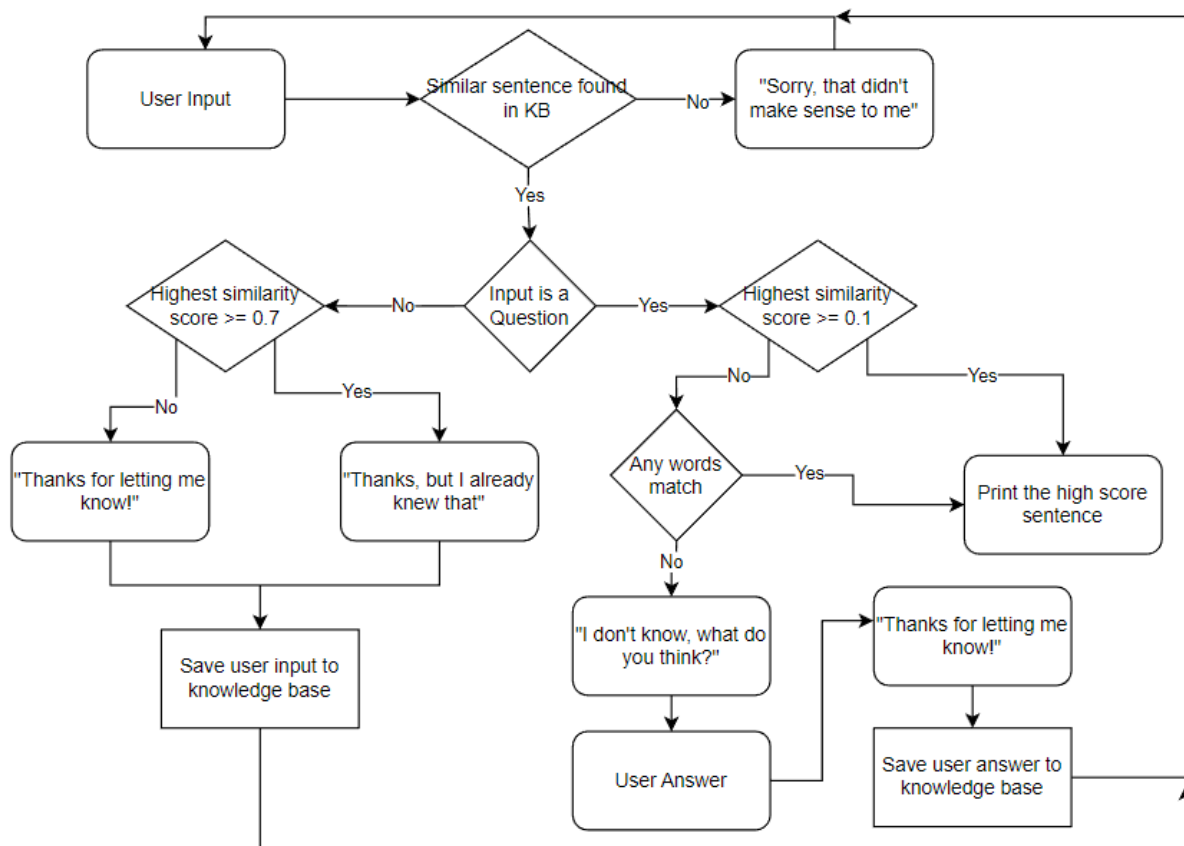 User Input
Similar sentence found
in KB
No
"Sorry, that didn't
make sense to me"
Yes
Highest similarity
score >= 0.7
No
Input is a
Question
Yes
Highest similarity
score >= 0.1
No
Yes
No
Yes
"Thanks for letting me
know!"
"Thanks, but I already
knew that"
Any words
match
Yes
Print the high score
sentence
No
"I don't know, what do
you think?"
"Thanks for letting me
know!"
Save user input to
knowledge base
User Answer
Save user answer to
knowledge base